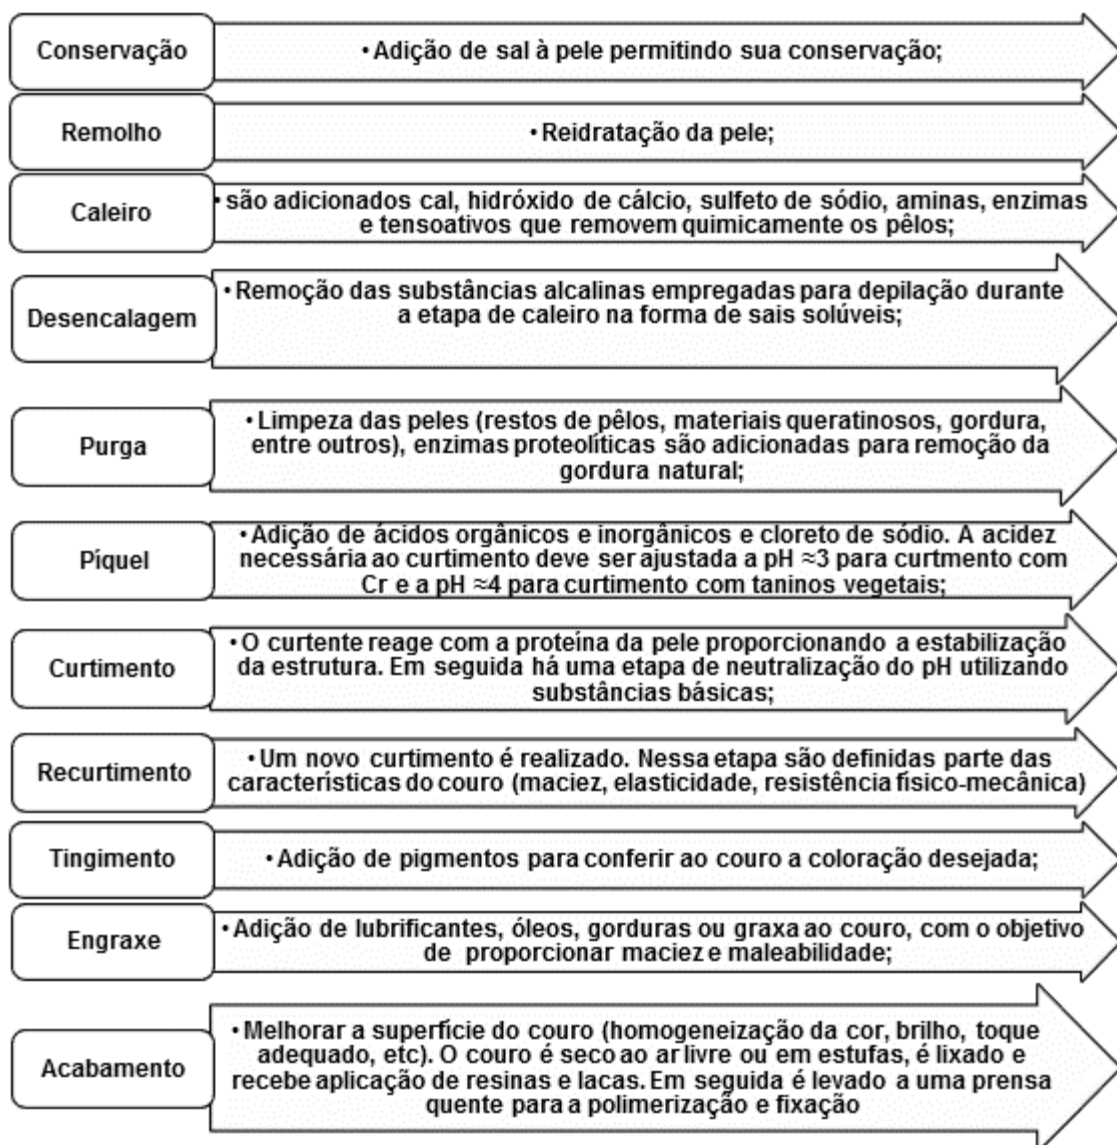 Conservação
• Adição de sal à pele permitindo sua conservação;
Remolho
• Reidratação da pele;
Caleiro
• são adicionados cal, hidróxido de cálcio, sulfeto de sódio, aminas, enzimas
e tensoativos que removem quimicamente os pêlos;
Desencalagem
• Remoção das substâncias alcalinas empregadas para depilação durante
a etapa de caleiro na forma de sais solúveis;
Purga
• Limpeza das peles (restos de pêlos, materiais queratinosos, gordura,
entre outros), enzimas proteolíticas são adicionadas para remoção da
gordura natural;
Píquel
• Adição de ácidos orgânicos e inorgânicos e cloreto de sódio. A acidez
necessária ao curtimento deve ser ajustada a pH ≈3 para curtmento com
Cr e a pH ≈4 para curtimento com taninos vegetais;
Curtimento
• O curtente reage com a proteína da pele proporcionando a estabilização
da estrutura. Em seguida há uma etapa de neutralização do pH utilizando
substâncias básicas;
Recurtimento
• Um novo curtimento é realizado. Nessa etapa são definidas parte das
características do couro (maciez, elasticidade, resistência físico-mecânica)
Tingimento
• Adição de pigmentos para conferir ao couro a coloração desejada;
Engraxe
• Adição de lubrificantes, óleos, gorduras ou graxa ao couro, com o objetivo
de proporcionar maciez e maleabilidade;
Acabamento
• Melhorar a superfície do couro (homogeneização da cor, brilho, toque
adequado, etc). O couro é seco ao ar livre ou em estufas, é lixado e
recebe aplicação de resinas e lacas. Em seguida é levado a uma prensa
quente para a polimerização e fixação